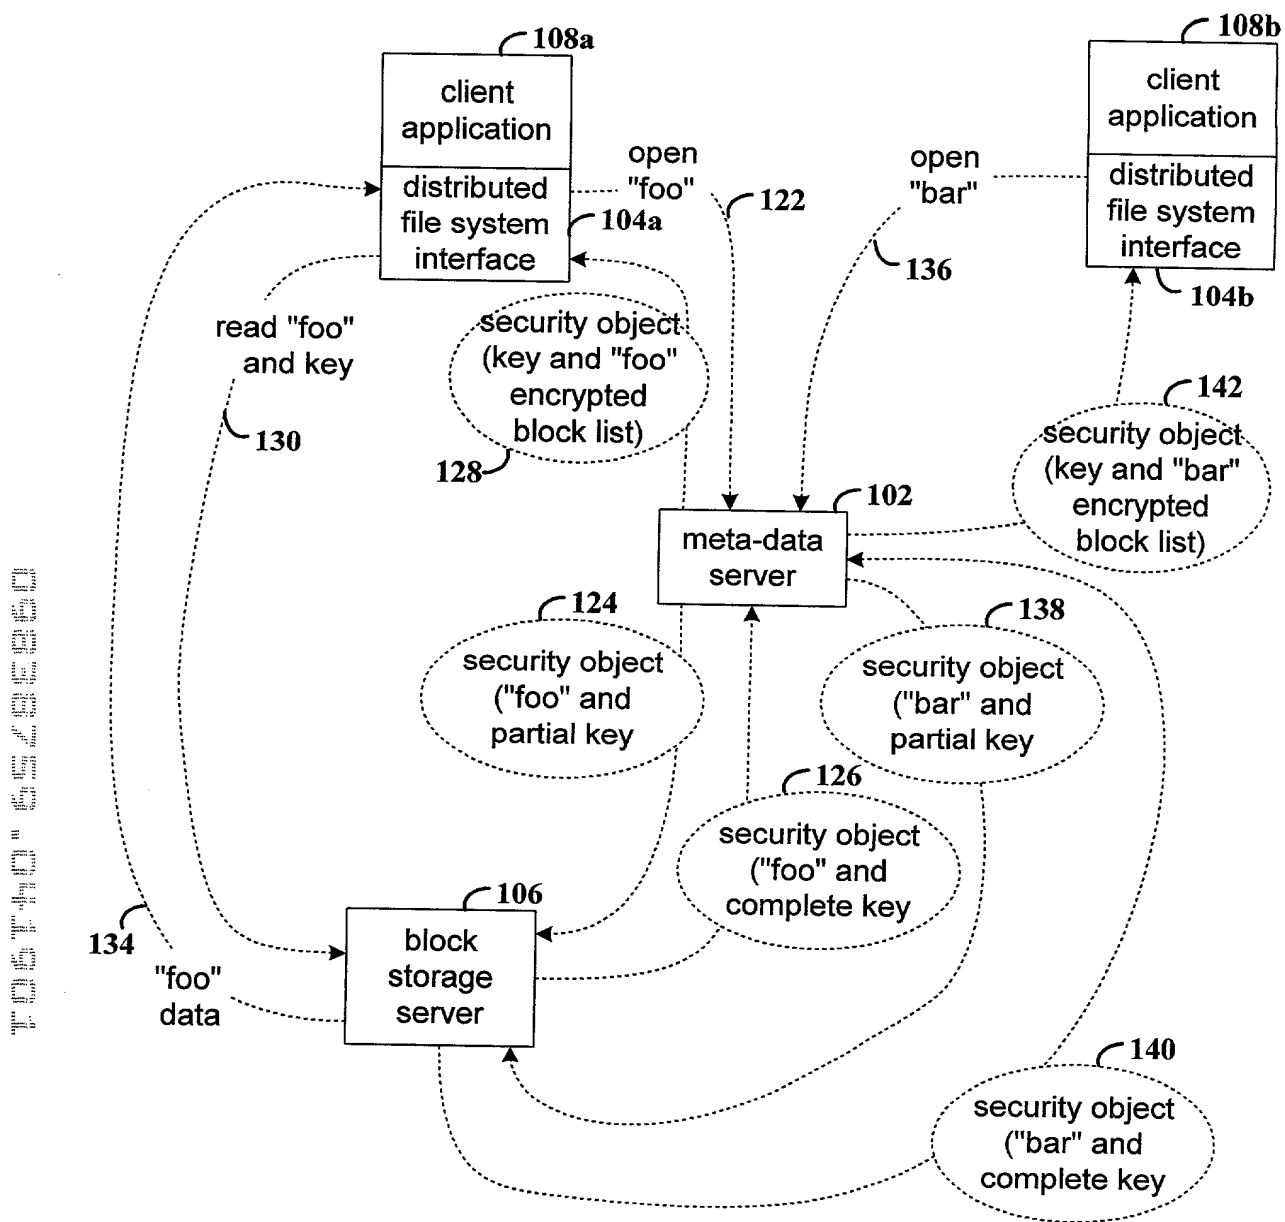 108a
client
application
distributed
file system
interface
104a
open
"foo"
122
open
"bar"
136
108b
client
application
distributed
file system
interface
104b
read "foo"
and key
130
security object
(key and "foo"
encrypted
block list)
128
142
security object
(key and "bar"
encrypted
block list)
102
meta-data
server
124
security object
("foo" and
partial key
138
security object
("bar" and
partial key
126
security object
("foo" and
complete key
106
block
storage
server
134
"foo"
data
140
security object
("bar" and
complete key